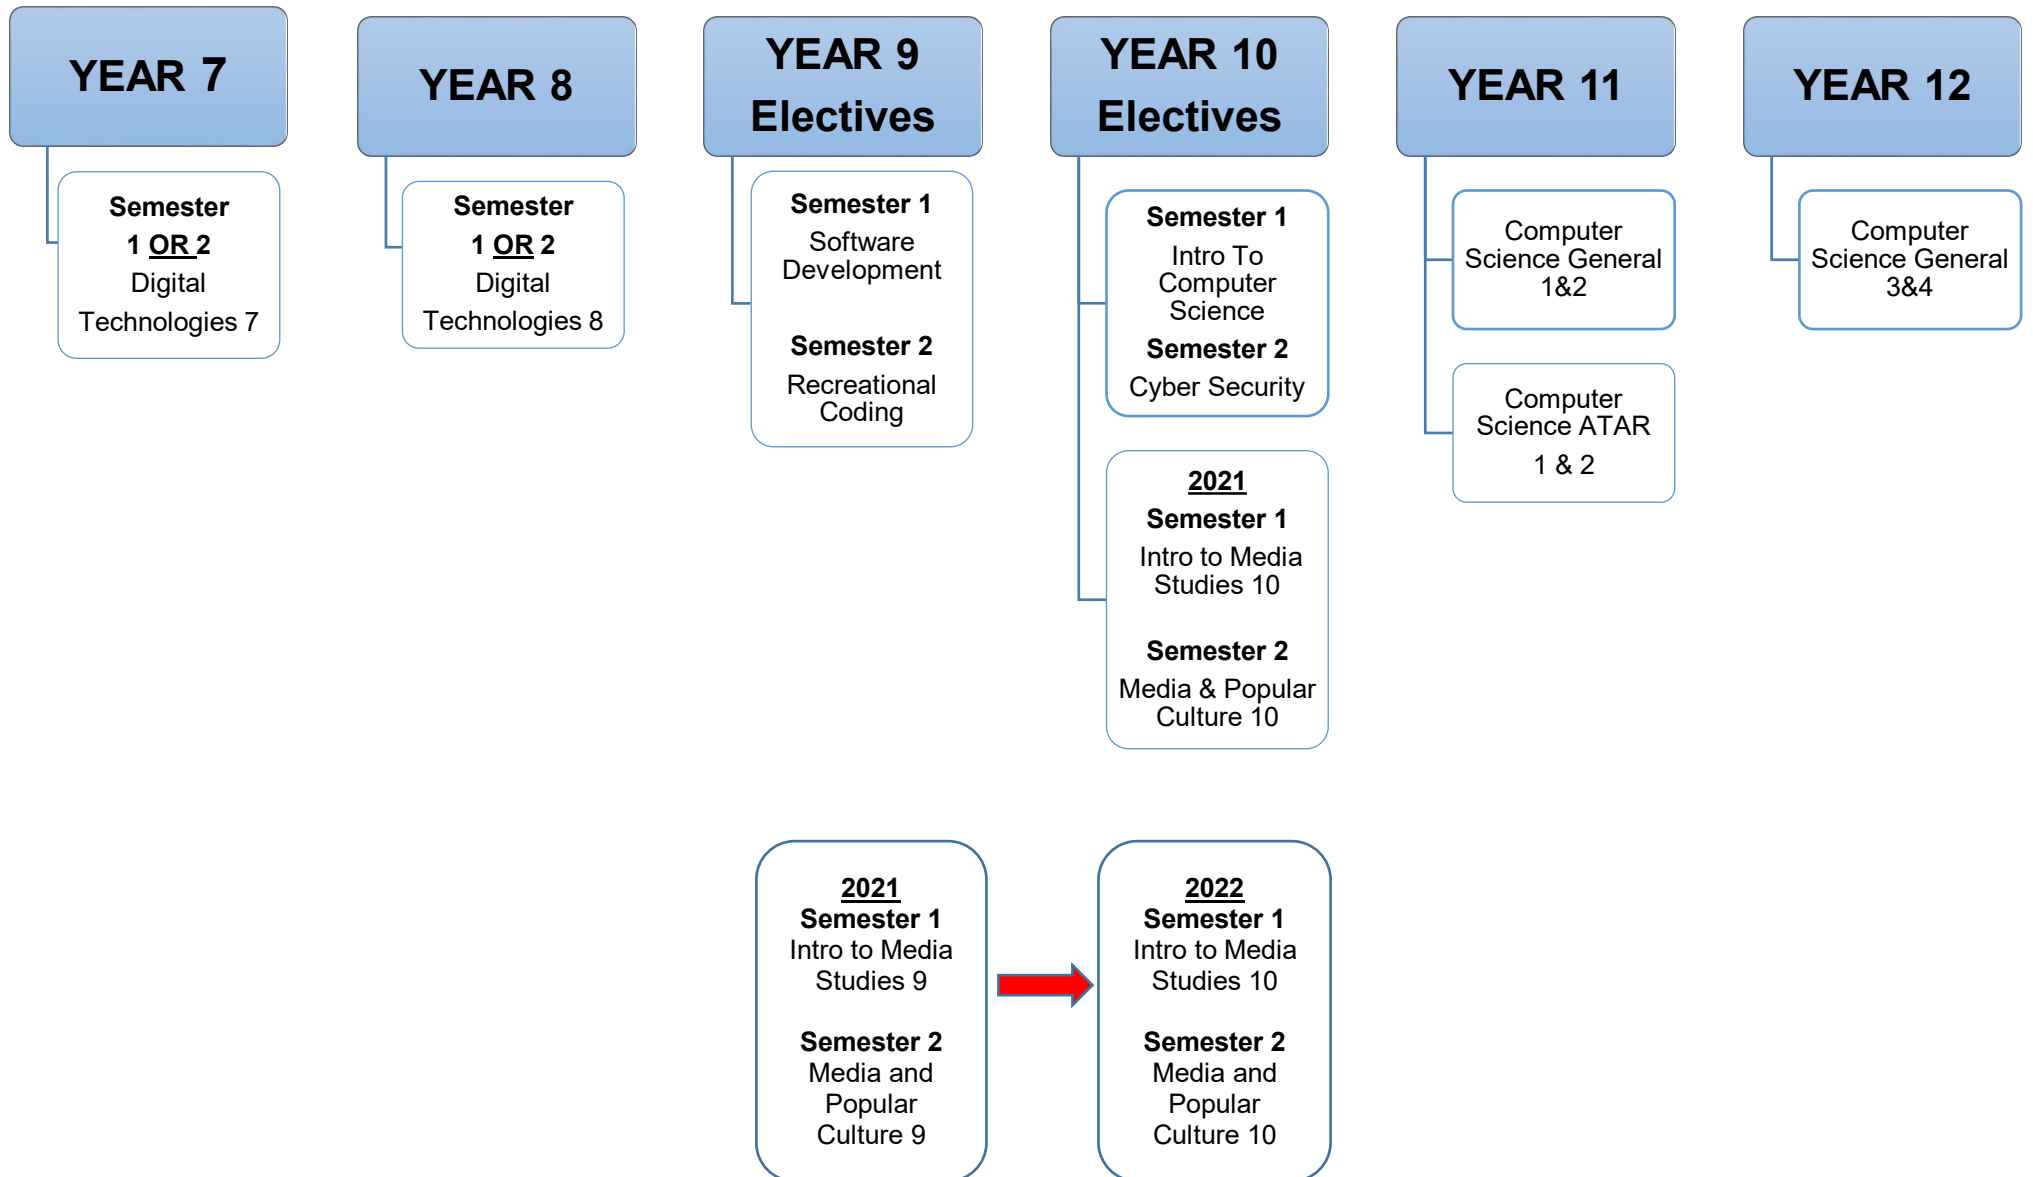 YEAR 7
Semester
1 OR 2
Digital
Technologies 7
YEAR 8
Semester
1 OR 2
Digital
Technologies 8
YEAR 9
Electives
Semester 1
Software
Development
Semester 2
Recreational
Coding
YEAR 10
Electives
Semester 1
Intro To
Computer
Science
Semester 2
Cyber Security
2021
Semester 1
Intro to Media
Studies 10
Semester 2
Media & Popular
Culture 10
YEAR 11
Computer
Science General
1&2
Computer
Science ATAR
1 & 2
YEAR 12
Computer
Science General
3&4
2021
Semester 1
Intro to Media
Studies 9
Semester 2
Media and
Popular
Culture 9
2022
Semester 1
Intro to Media
Studies 10
Semester 2
Media and
Popular
Culture 10